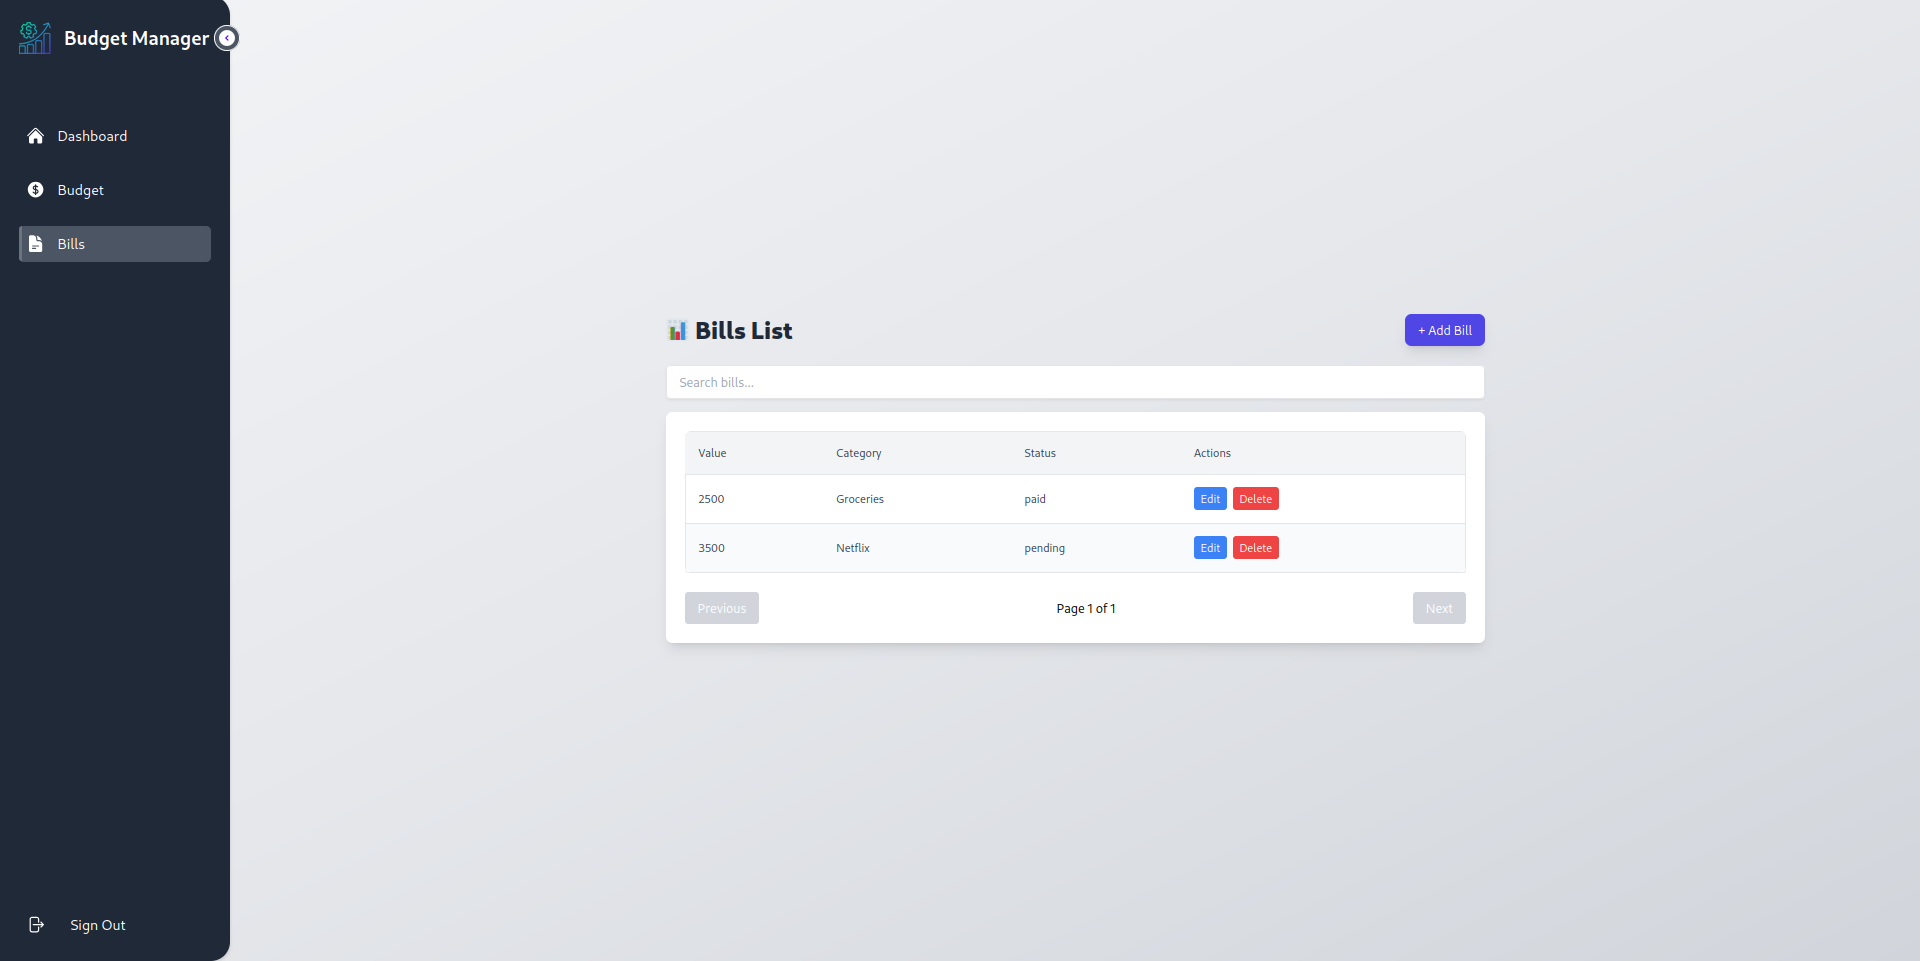 Budget Manager
Dashboard
Budget
Bills
Sign Out
Bills List
+ Add Bill
Search bills...
Value Category Status Actions
2500 Groceries paid Edit Delete
3500 Netflix pending Edit Delete
Previous Page 1 of 1 Next